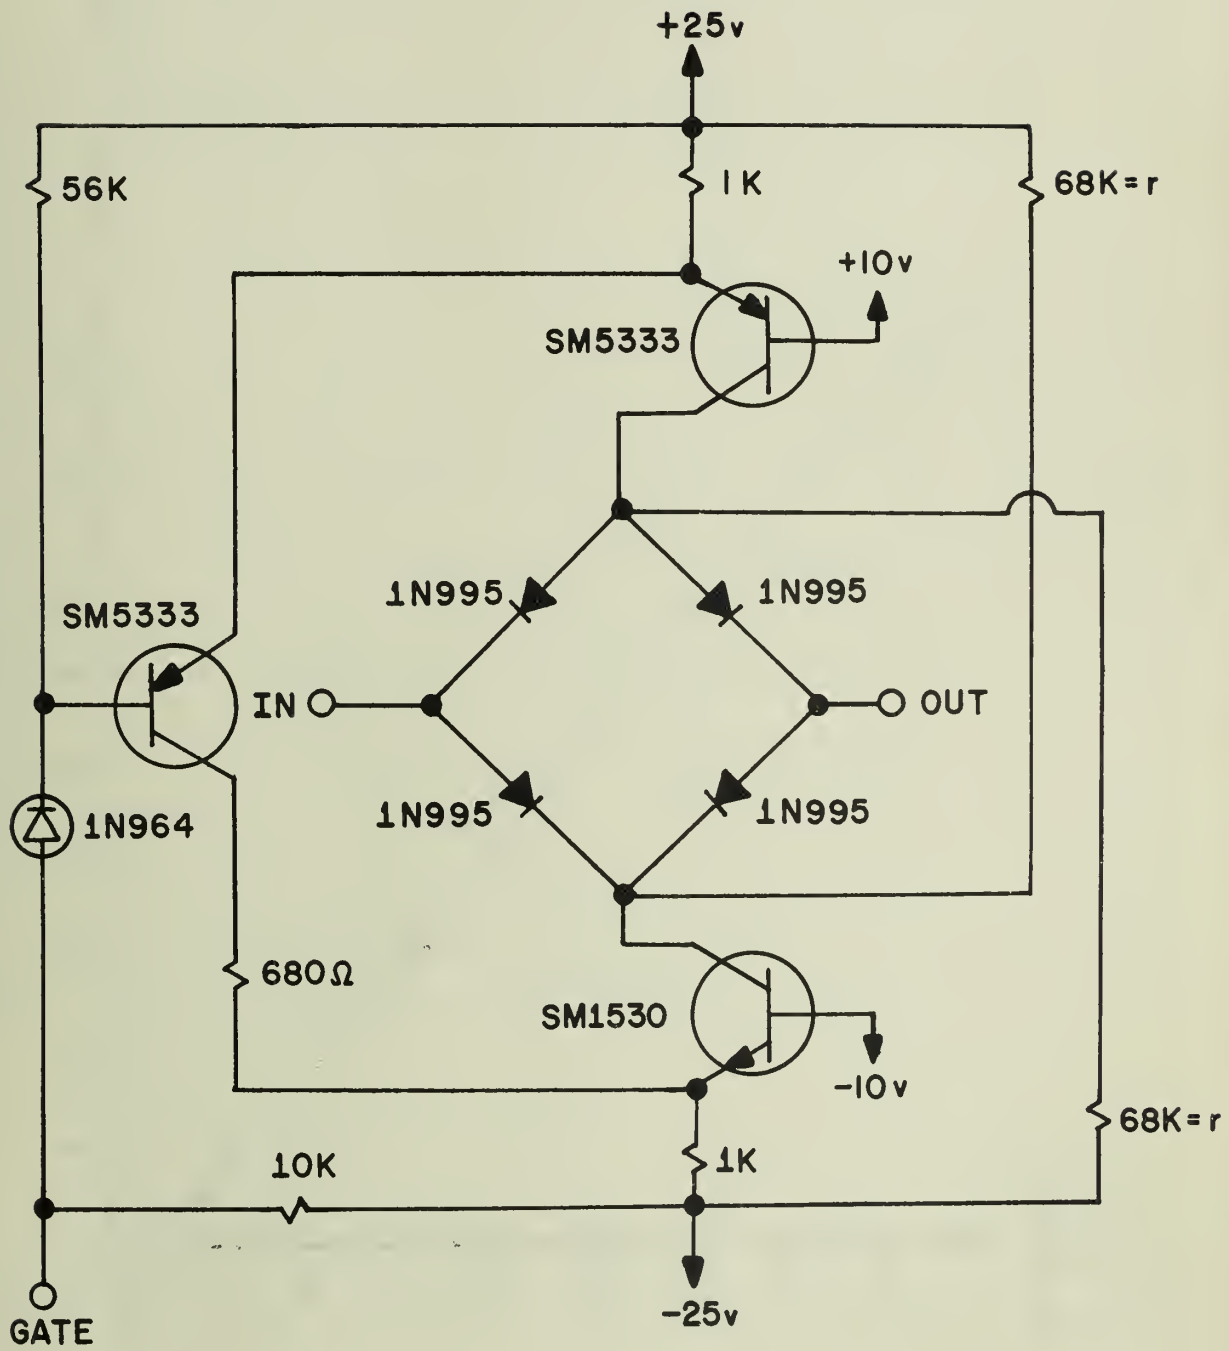 +25v
56K
1K
68K=r
+10v
SM5333
1N995
1N995
SM5333
IN
OUT
1N964
1N995
1N995
680Ω
SM1530
-10v
68K=r
10K
1K
-25v
GATE